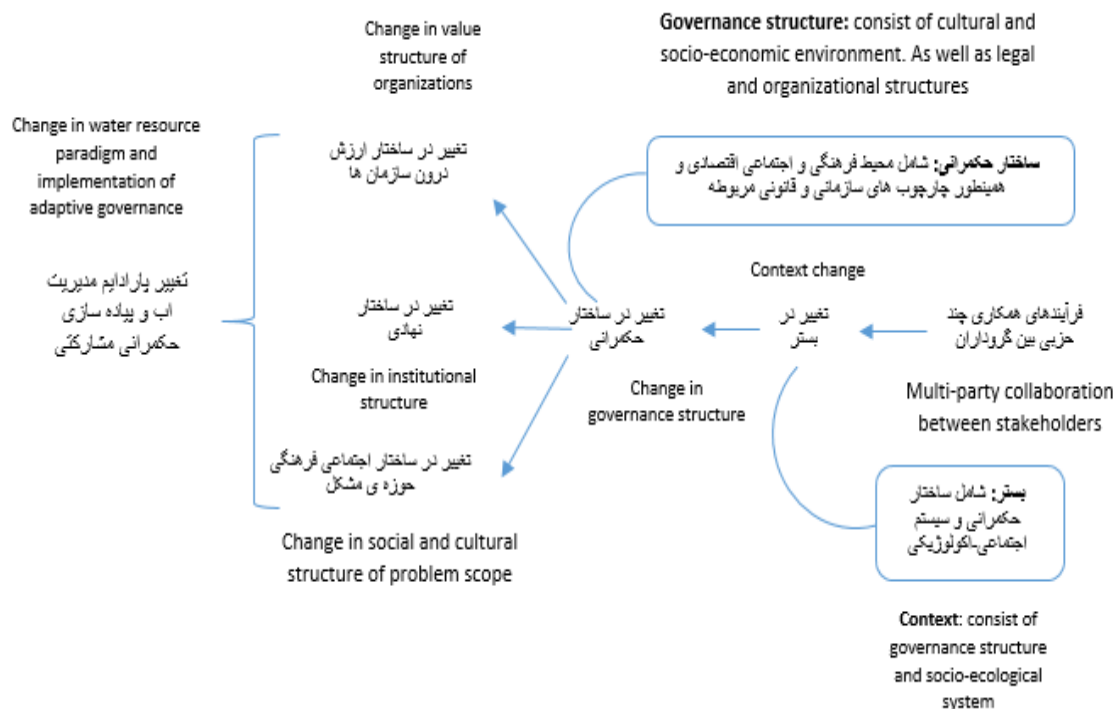 Change in value
structure of
organizations
Governance structure: consist of cultural and
socio-economic environment. As well as legal
and organizational structures
Change in water resource
paradigm and
implementation of
adaptive governance
تغییر در ساختار ارزش
درون سازمان ها
ساختار حکمرانی: شامل محیط فرهنگی و اجتماعی اقتصادی و
همینطور چارچوب های سازمانی و قانونی مربوطه
Context change
تغییر پارادایم مدیریت
اب و پیاده سازی
حکمرانی مشارکتی
تغییر در ساختار
نهادی
تغییر در ساختار
حکمرانی
تغییر در
بستر
فرآیندهای همکاری چند
حزبی بین گروداران
Change in institutional
structure
Change in
governance structure
Multi-party collaboration
between stakeholders
تغییر در ساختار اجتماعی فرهنگی
حوزه ی مشکل
بستر: شامل ساختار
حکمرانی و سیستم
اجتماعی-اکولوژیکی
Change in social and cultural
structure of problem scope
Context: consist of
governance structure
and socio-ecological
system